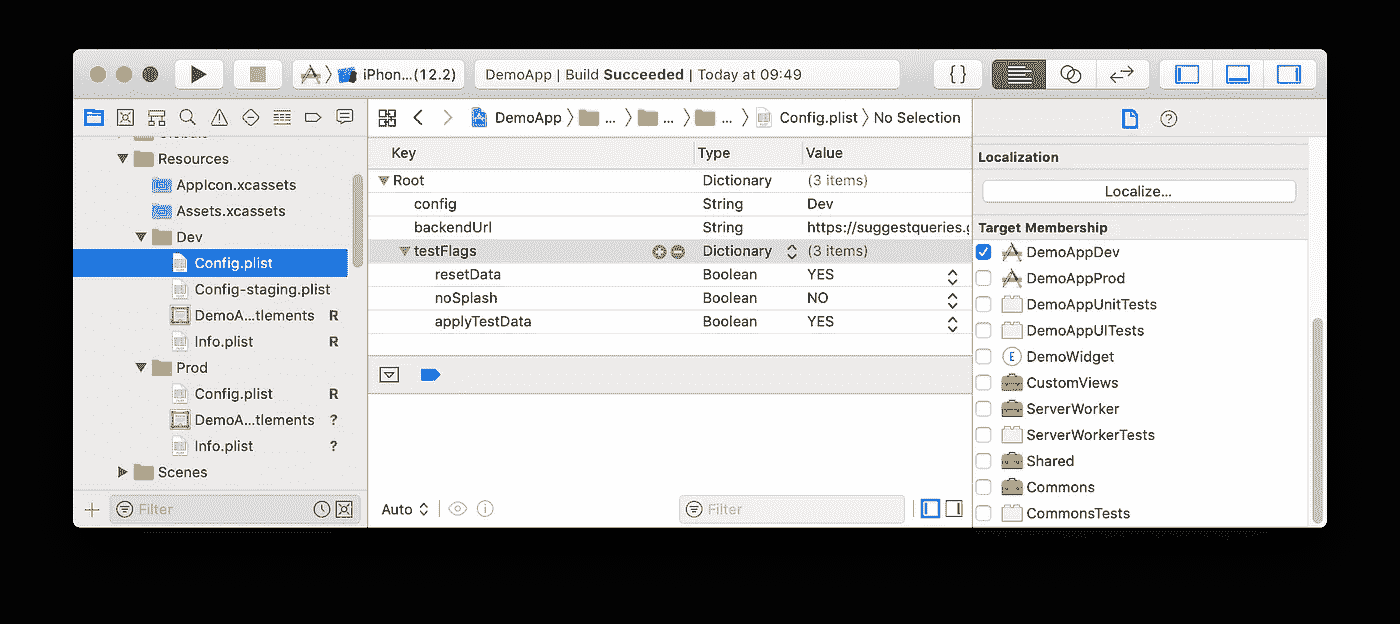 iPhon...(12.2)
DemoApp | Build Succeeded | Today at 09:49
{}
DemoApp ... ... ... Config.plist No Selection
Resources
AppIcon.xcassets
Assets.xcassets
Dev
Config.plist
Config-staging.plist
DemoA...tlements R
Info.plist R
Prod
Config.plist R
DemoA...tlements ?
Info.plist ?
Scenes
Filter
Key Type Value
Root Dictionary (3 items)
config String Dev
backendUrl String https://suggestqueries.g
testFlags Dictionary (3 items)
resetData Boolean YES
noSplash Boolean NO
applyTestData Boolean YES
Auto
Filter
Localization
Localize...
Target Membership
DemoAppDev
DemoAppProd
DemoAppUnitTests
DemoAppUITests
E DemoWidget
CustomViews
ServerWorker
ServerWorkerTests
Shared
Commons
CommonsTests